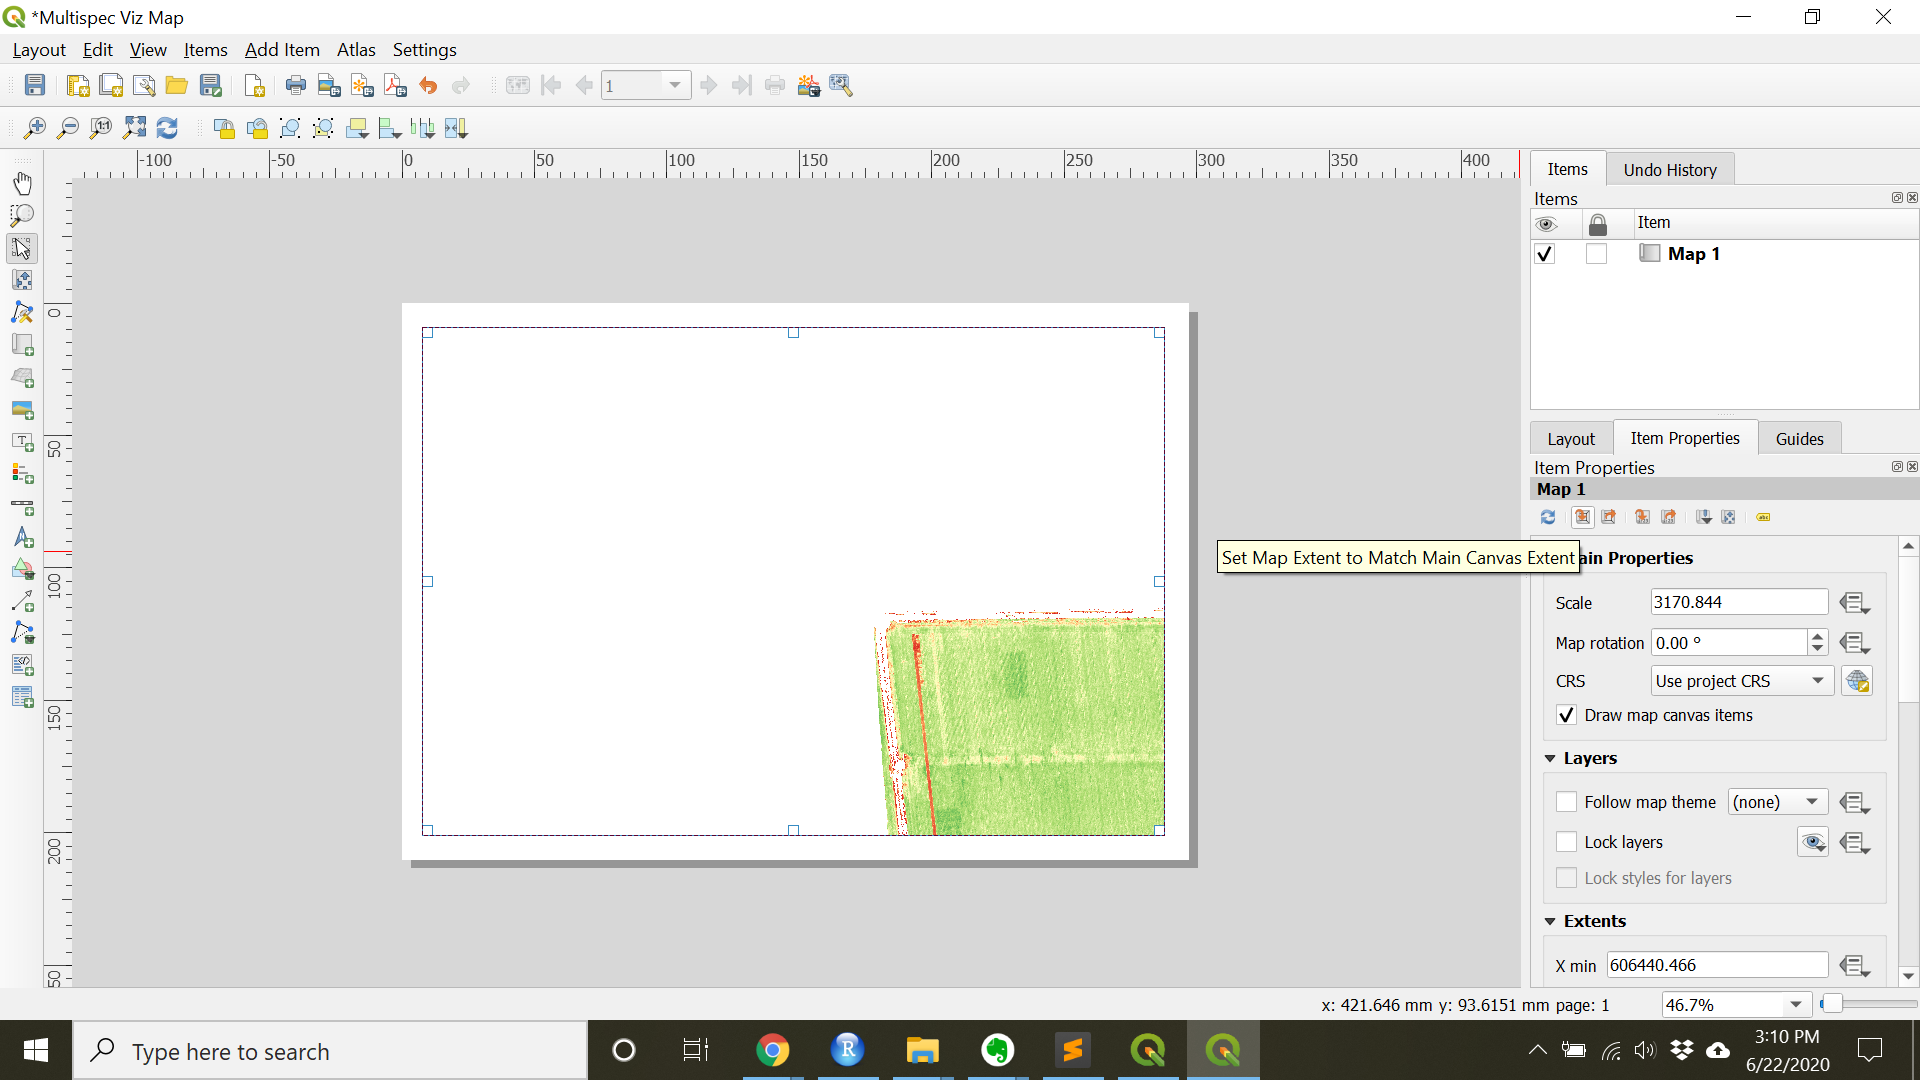 *Multispec Viz Map
Layout Edit View Items Add Item Atlas Settings
1
1:1
-100 -50 0 50 100 150 200 250 300 350 400
0
50
100
150
200
50
T
Items Undo History
Items
Item
Map 1
Layout Item Properties Guides
Item Properties
Map 1
abc
Set Map Extent to Match Main Canvas Extent
ain Properties
Scale 3170.844
Map rotation 0.00 °
CRS Use project CRS
Draw map canvas items
Layers
Follow map theme (none)
Lock layers
Lock styles for layers
Extents
X min 606440.466
x: 421.646 mm y: 93.6151 mm page: 1 46.7%
Type here to search
R
3:10 PM
6/22/2020